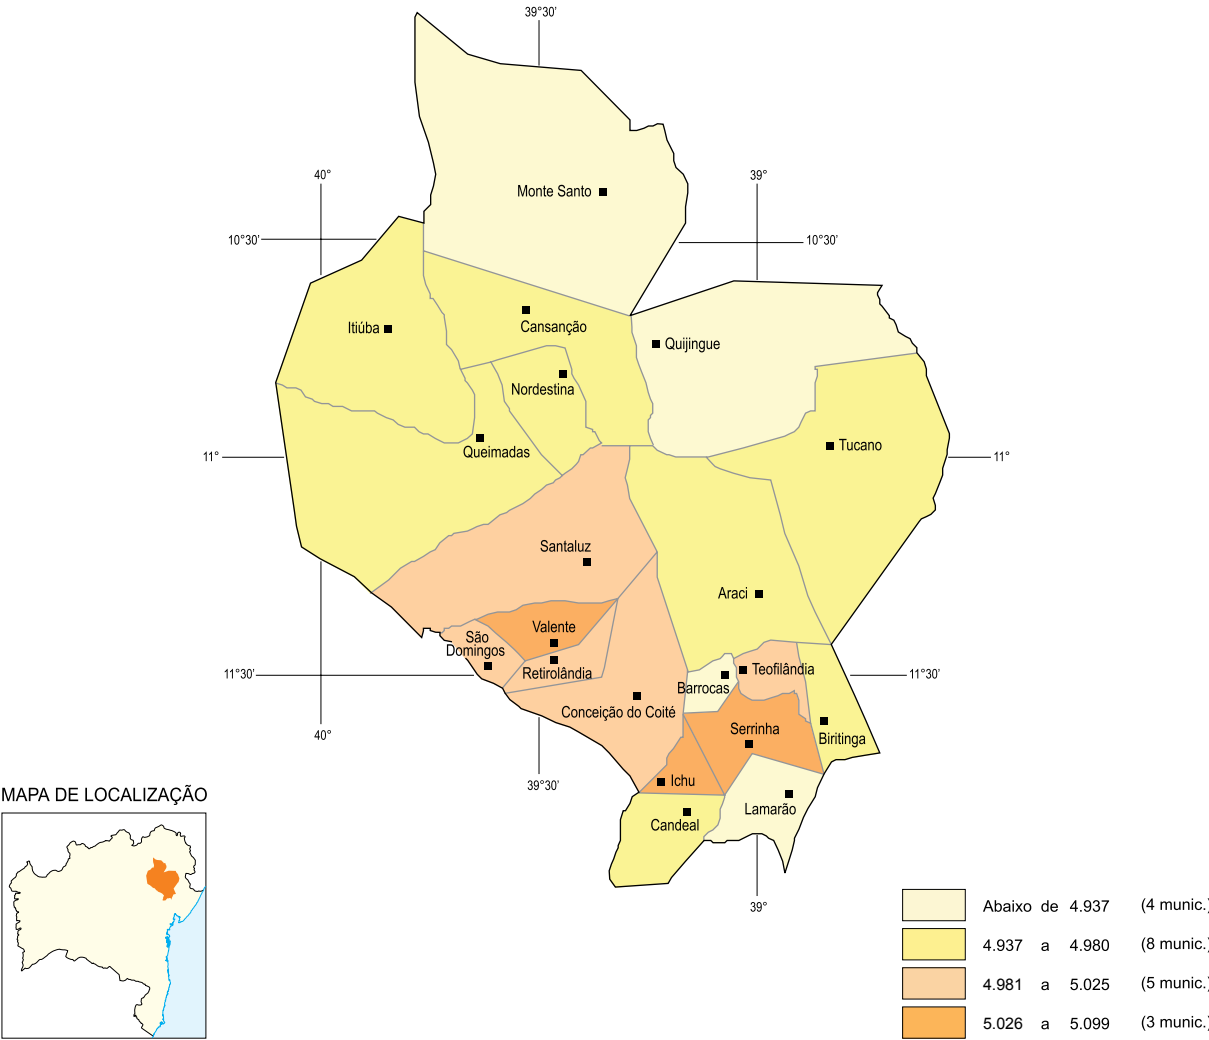 39°30'
40°
39°
Monte Santo
10°30'
10°30'
Itiúba
Cansanção
Quijingue
Nordestina
Tucano
Queimadas
11°
11°
Santaluz
Araci
Valente
São
Domingos
Teofilândia
Retirolândia
11°30'
11°30'
Barrocas
Conceição do Coité
Serrinha
Biritinga
40°
Ichu
39°30'
MAPA DE LOCALIZAÇÃO
Lamarão
Candeal
39°
Abaixo de 4.937 (4 munic.)
4.937 a 4.980 (8 munic.)
4.981 a 5.025 (5 munic.)
5.026 a 5.099 (3 munic.)